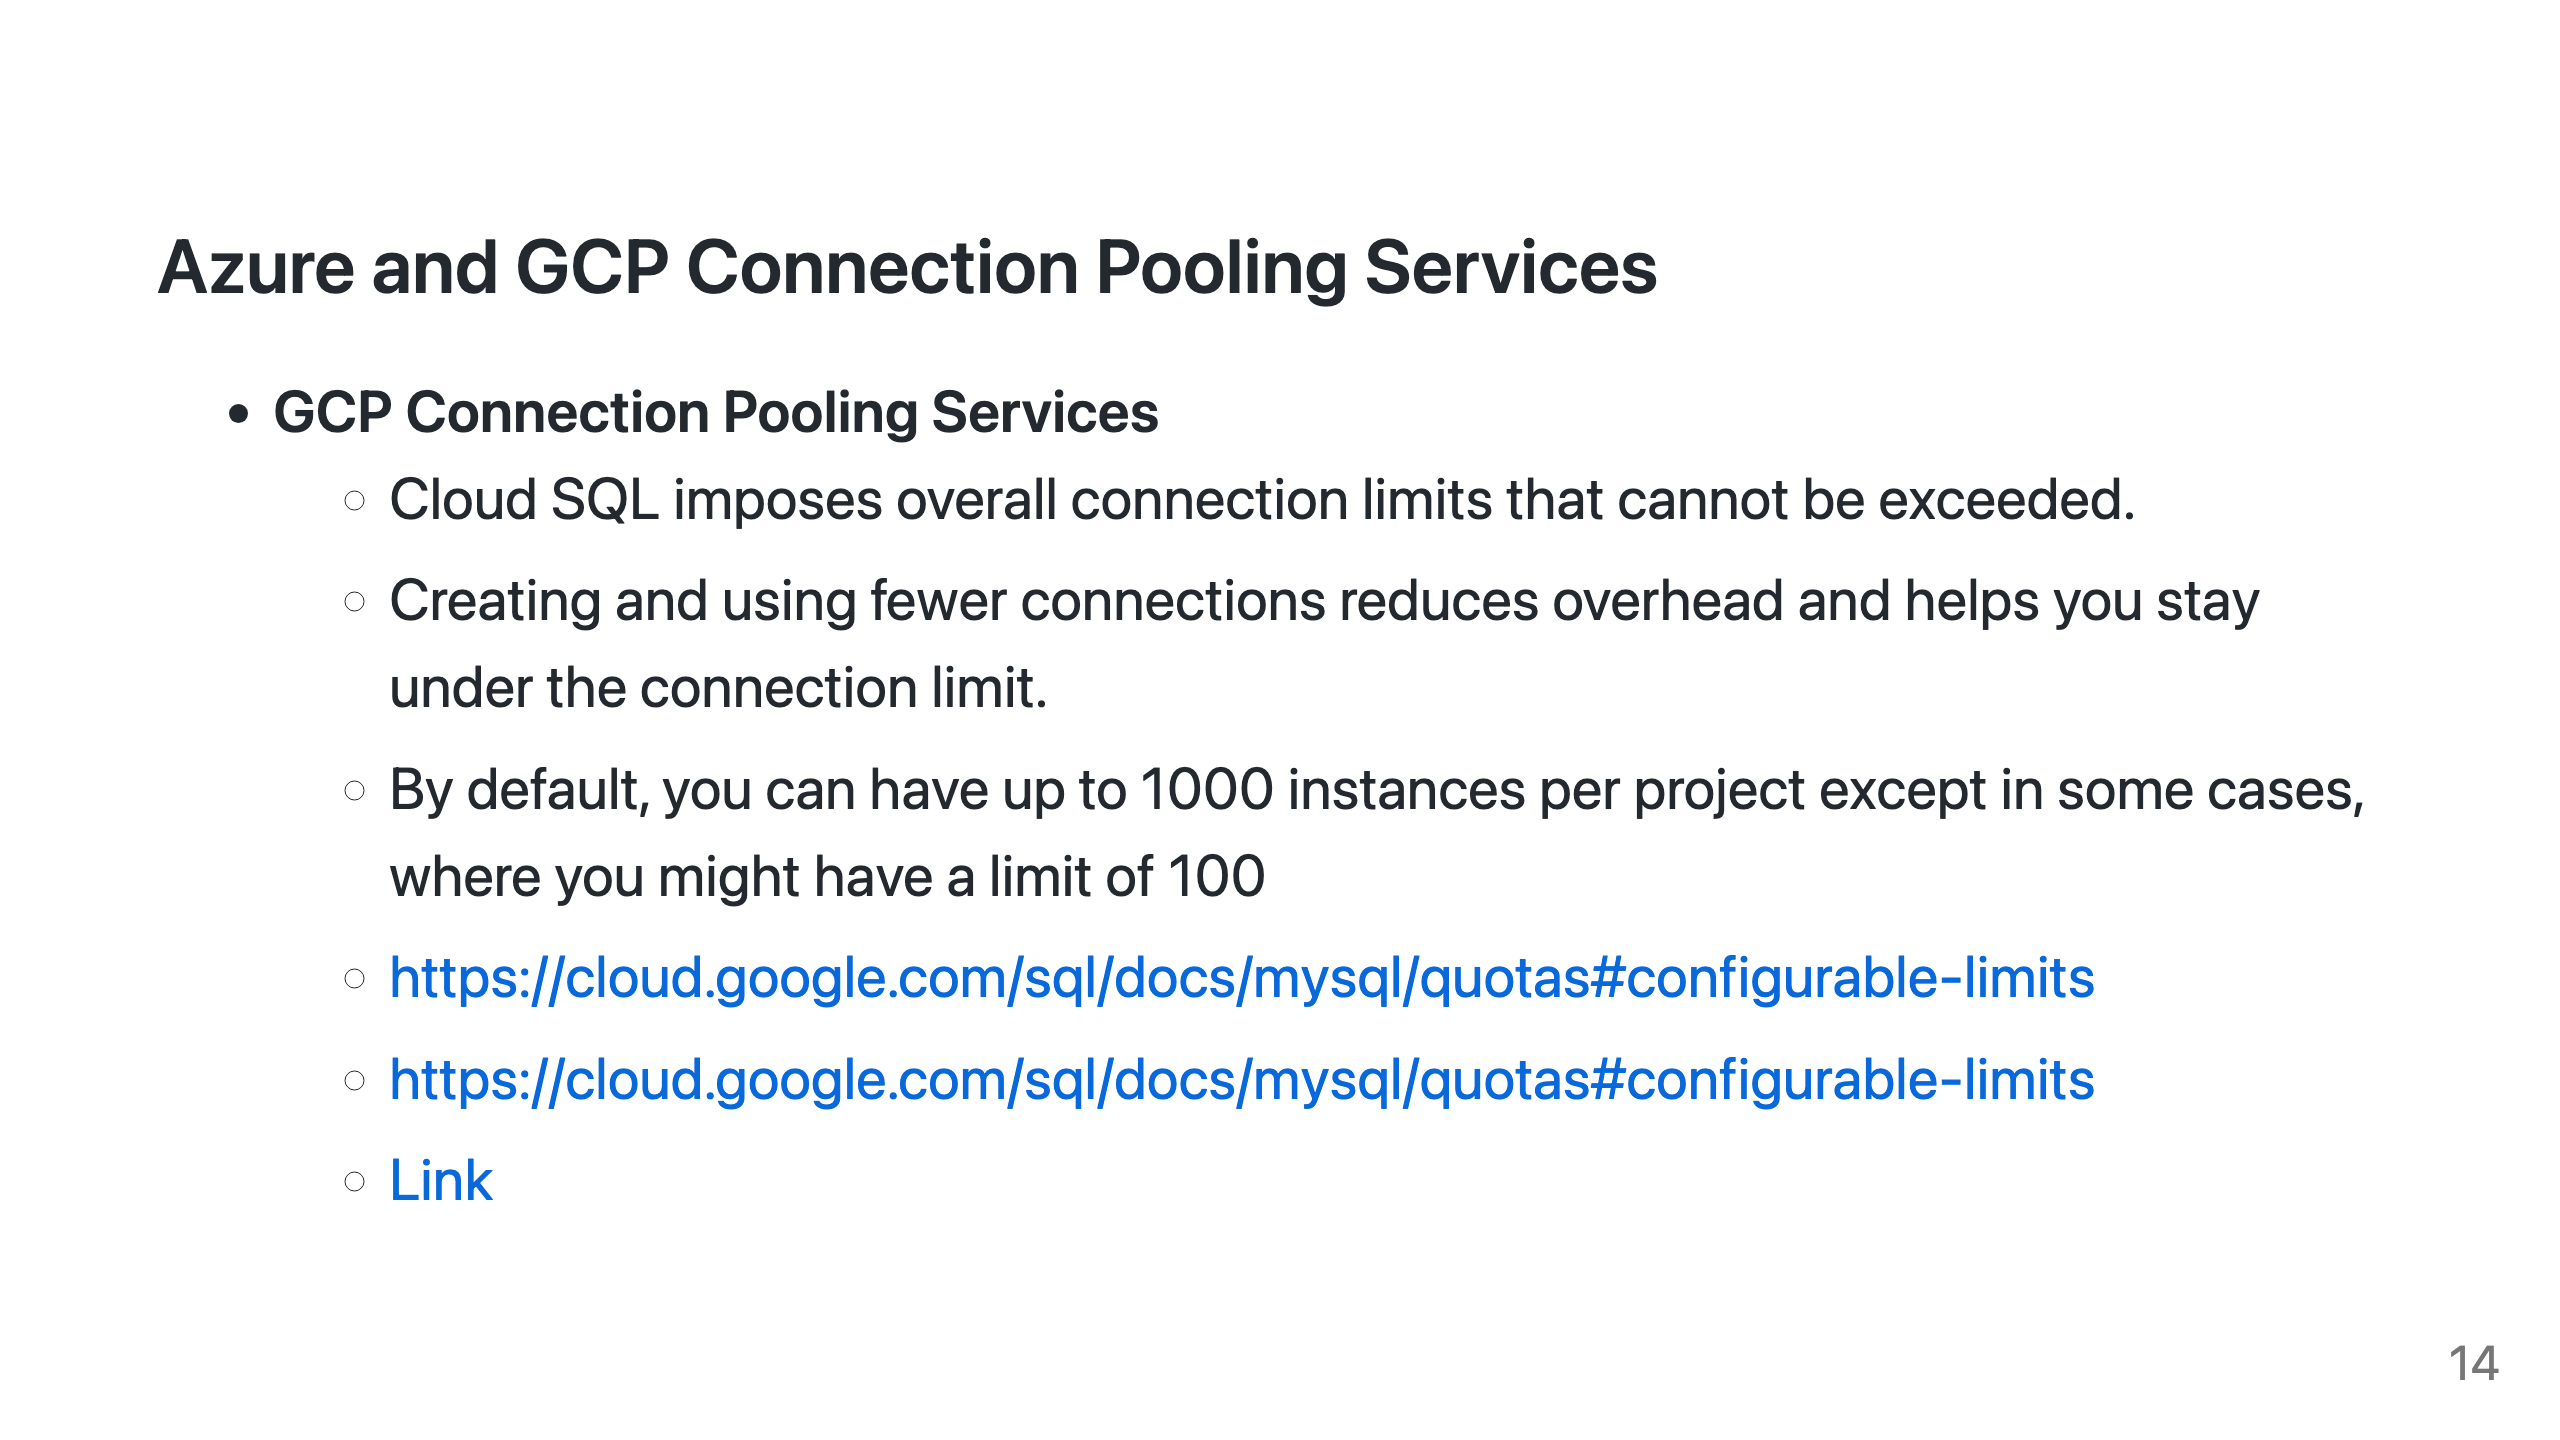 Azure and GCP Connection Pooling Services
• GCP Connection Pooling Services
○ Cloud SQL imposes overall connection limits that cannot be exceeded.
○ Creating and using fewer connections reduces overhead and helps you stay
under the connection limit.
○ By default, you can have up to 1000 instances per project except in some cases,
where you might have a limit of 100
○ https://cloud.google.com/sql/docs/mysql/quotas#configurable-limits
○ https://cloud.google.com/sql/docs/mysql/quotas#configurable-limits
○ Link
14